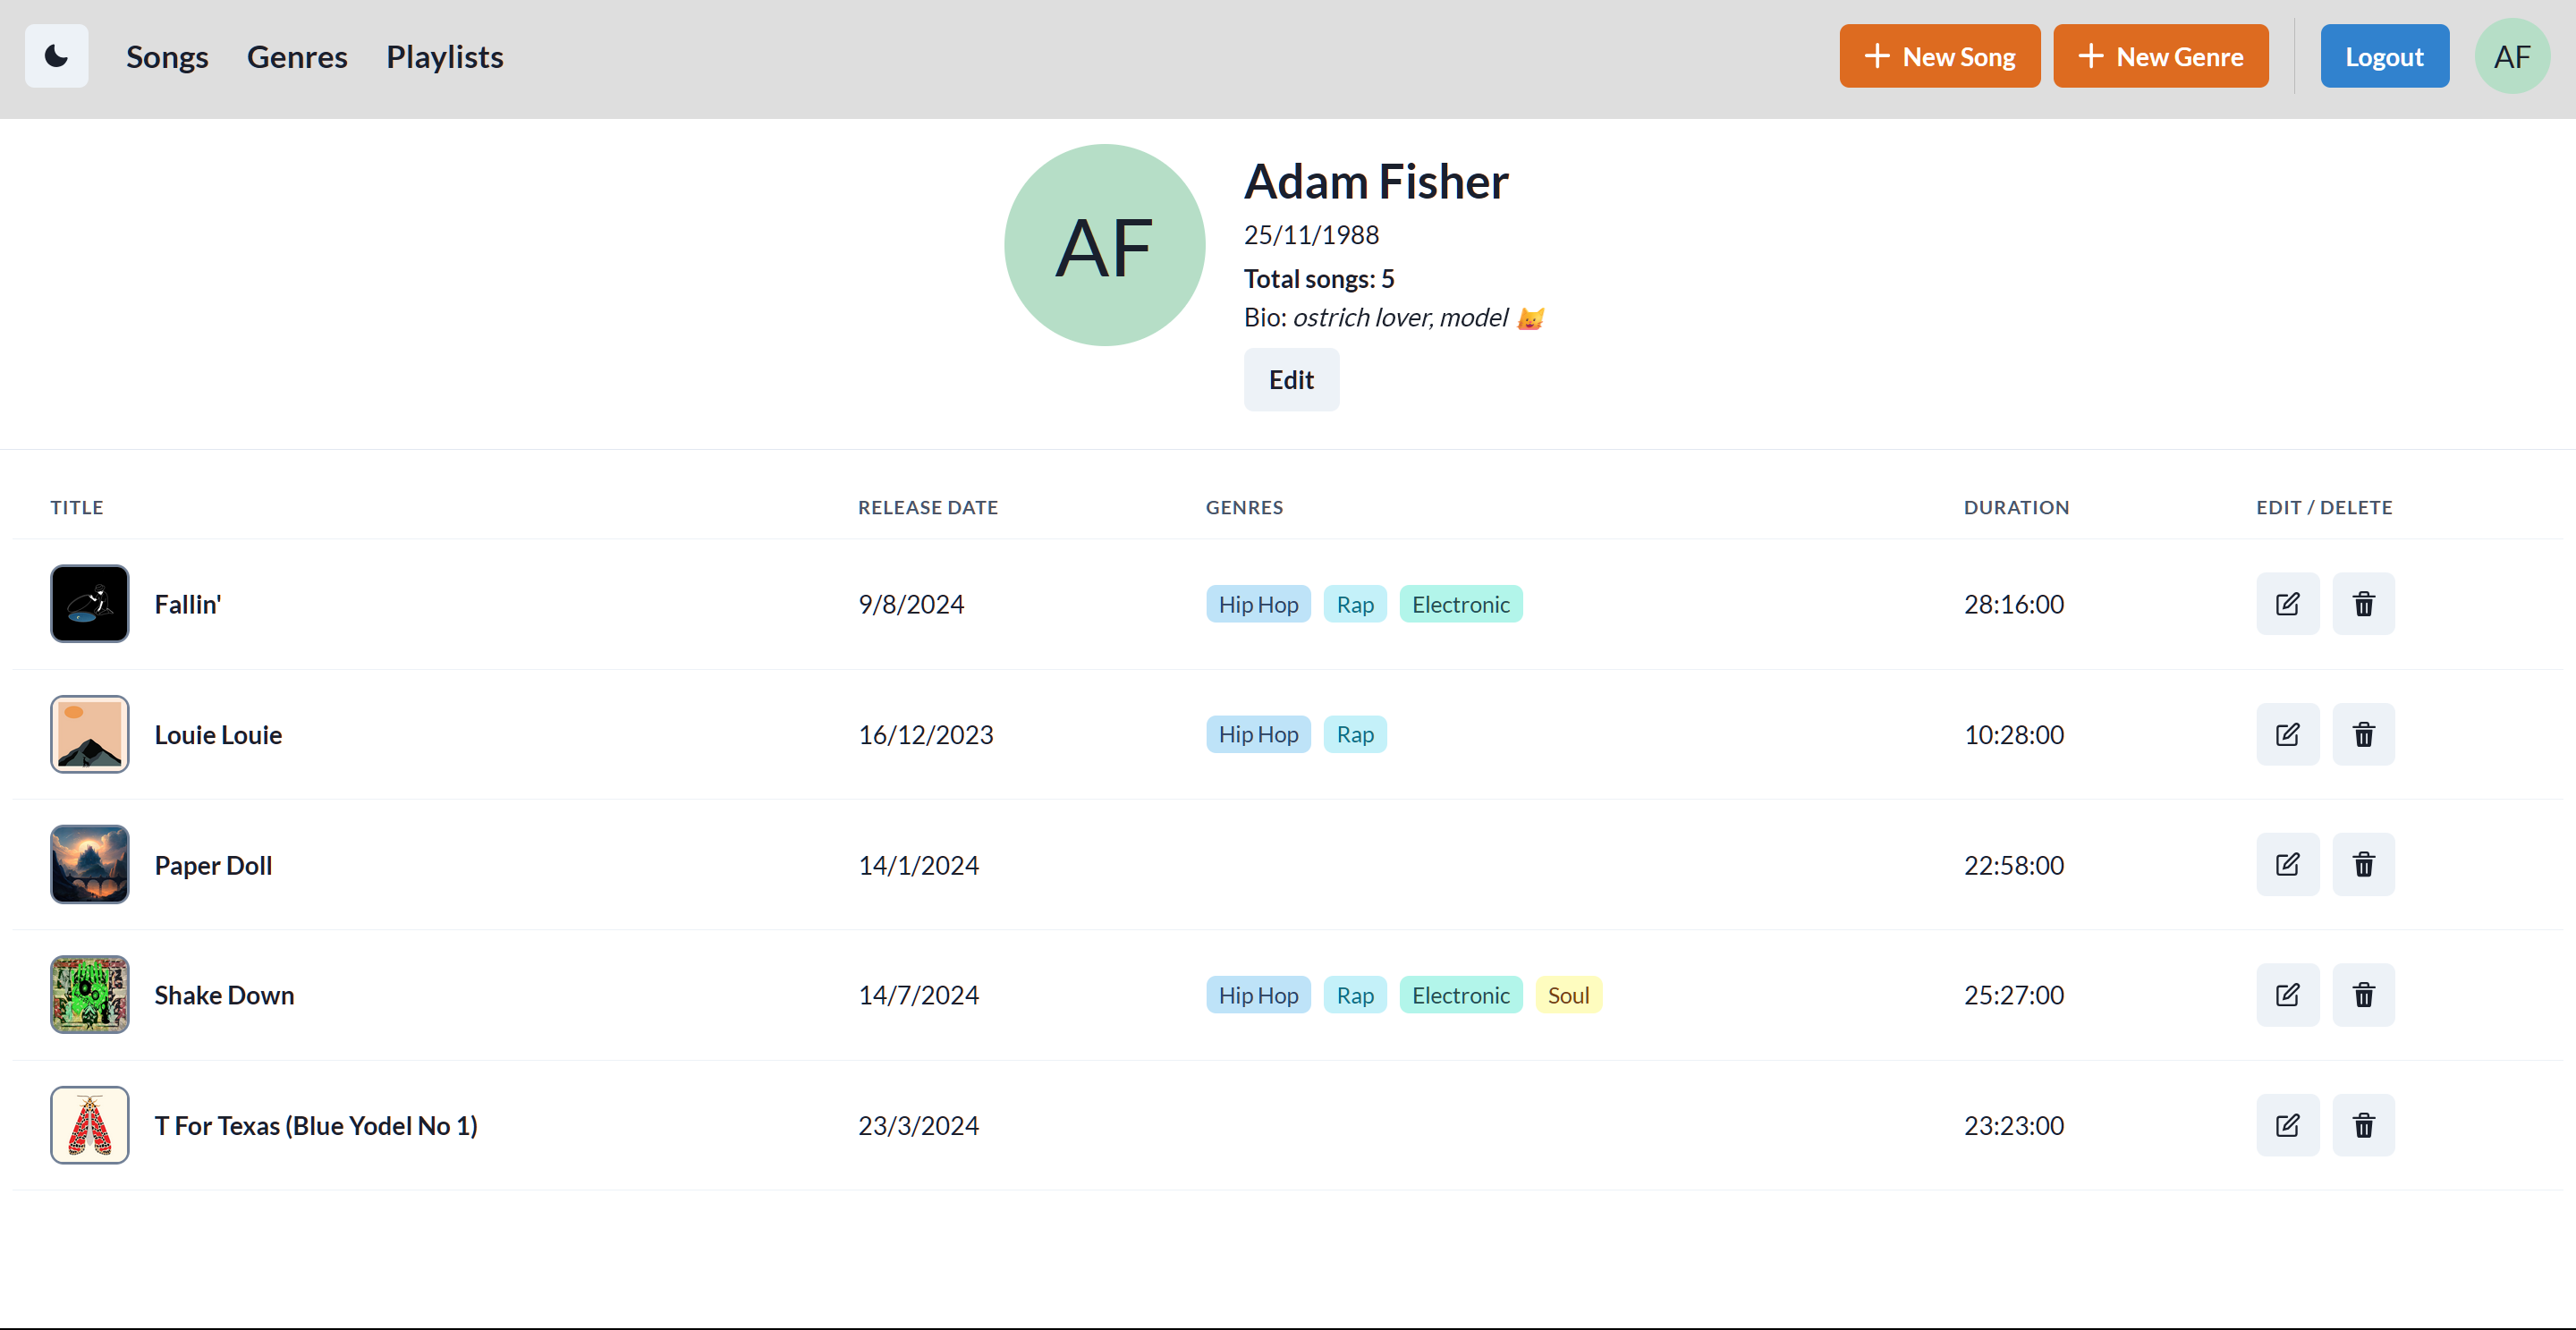 Songs Genres Playlists New Song New Genre Logout AF
AF
Adam Fisher
25/11/1988
Total songs: 5
Bio: ostrich lover, model 😼
Edit
TITLE RELEASE DATE GENRES DURATION EDIT / DELETE
Fallin' 9/8/2024 Hip Hop Rap Electronic 28:16:00
Louie Louie 16/12/2023 Hip Hop Rap 10:28:00
Paper Doll 14/1/2024 22:58:00
Shake Down 14/7/2024 Hip Hop Rap Electronic Soul 25:27:00
T For Texas (Blue Yodel No 1) 23/3/2024 23:23:00